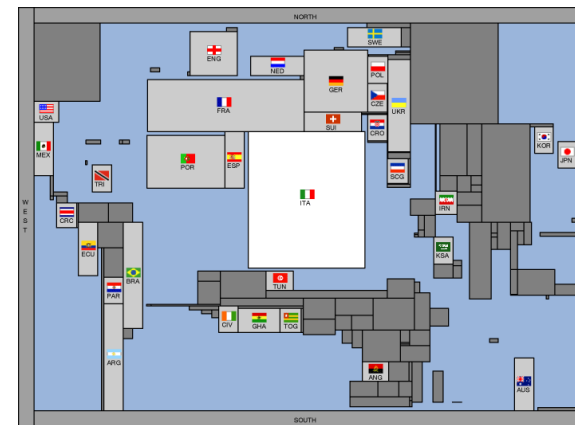 NORTH
SWE
ENG
NED
POL
GER
FRA
CZE
UKR
USA
SUI
CRO
KOR
MEX
JPN
POR
ESP
SCG
TRI
ITA
IRN
WEST
CRC
ECU
KSA
BRA
TUN
PAR
CIV
GHA
TOG
ARG
ANG
AUS
SOUTH